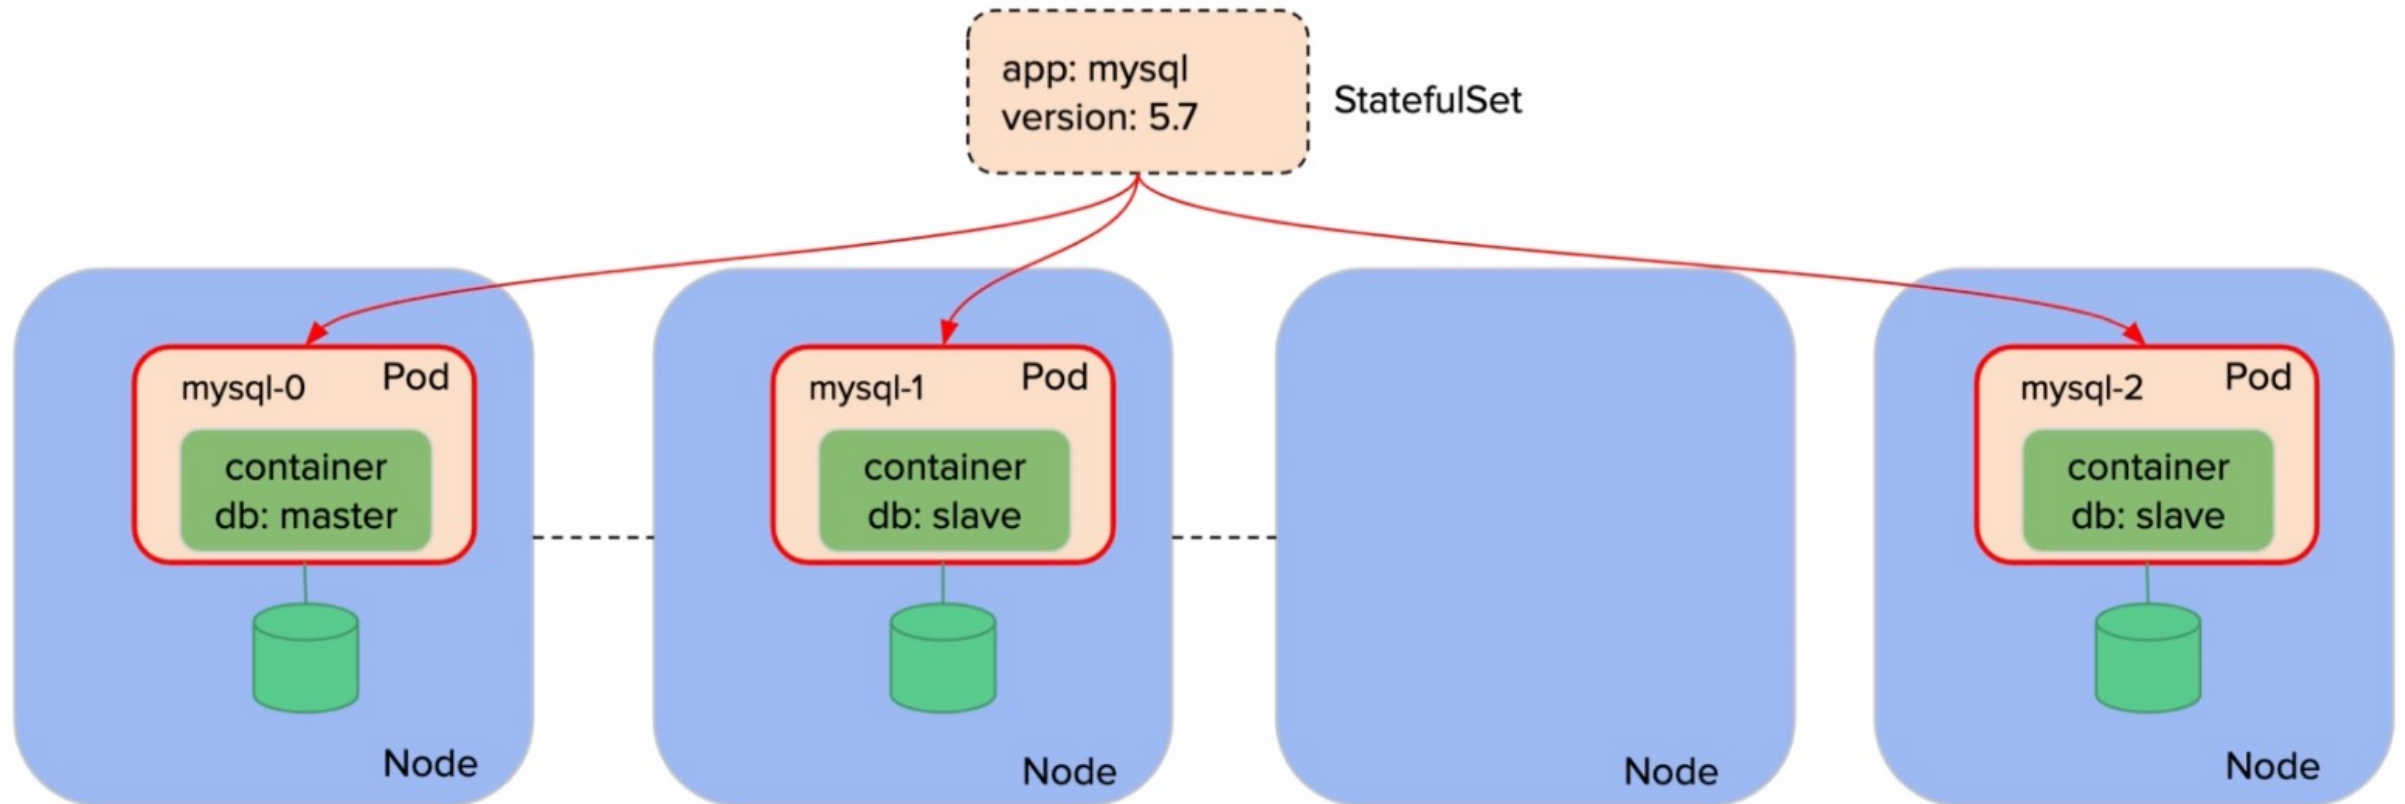 app: mysql
version: 5.7
StatefulSet
mysql-0
Pod
container
db: master
Node
mysql-1
Pod
container
db: slave
Node
Node
mysql-2
Pod
container
db: slave
Node